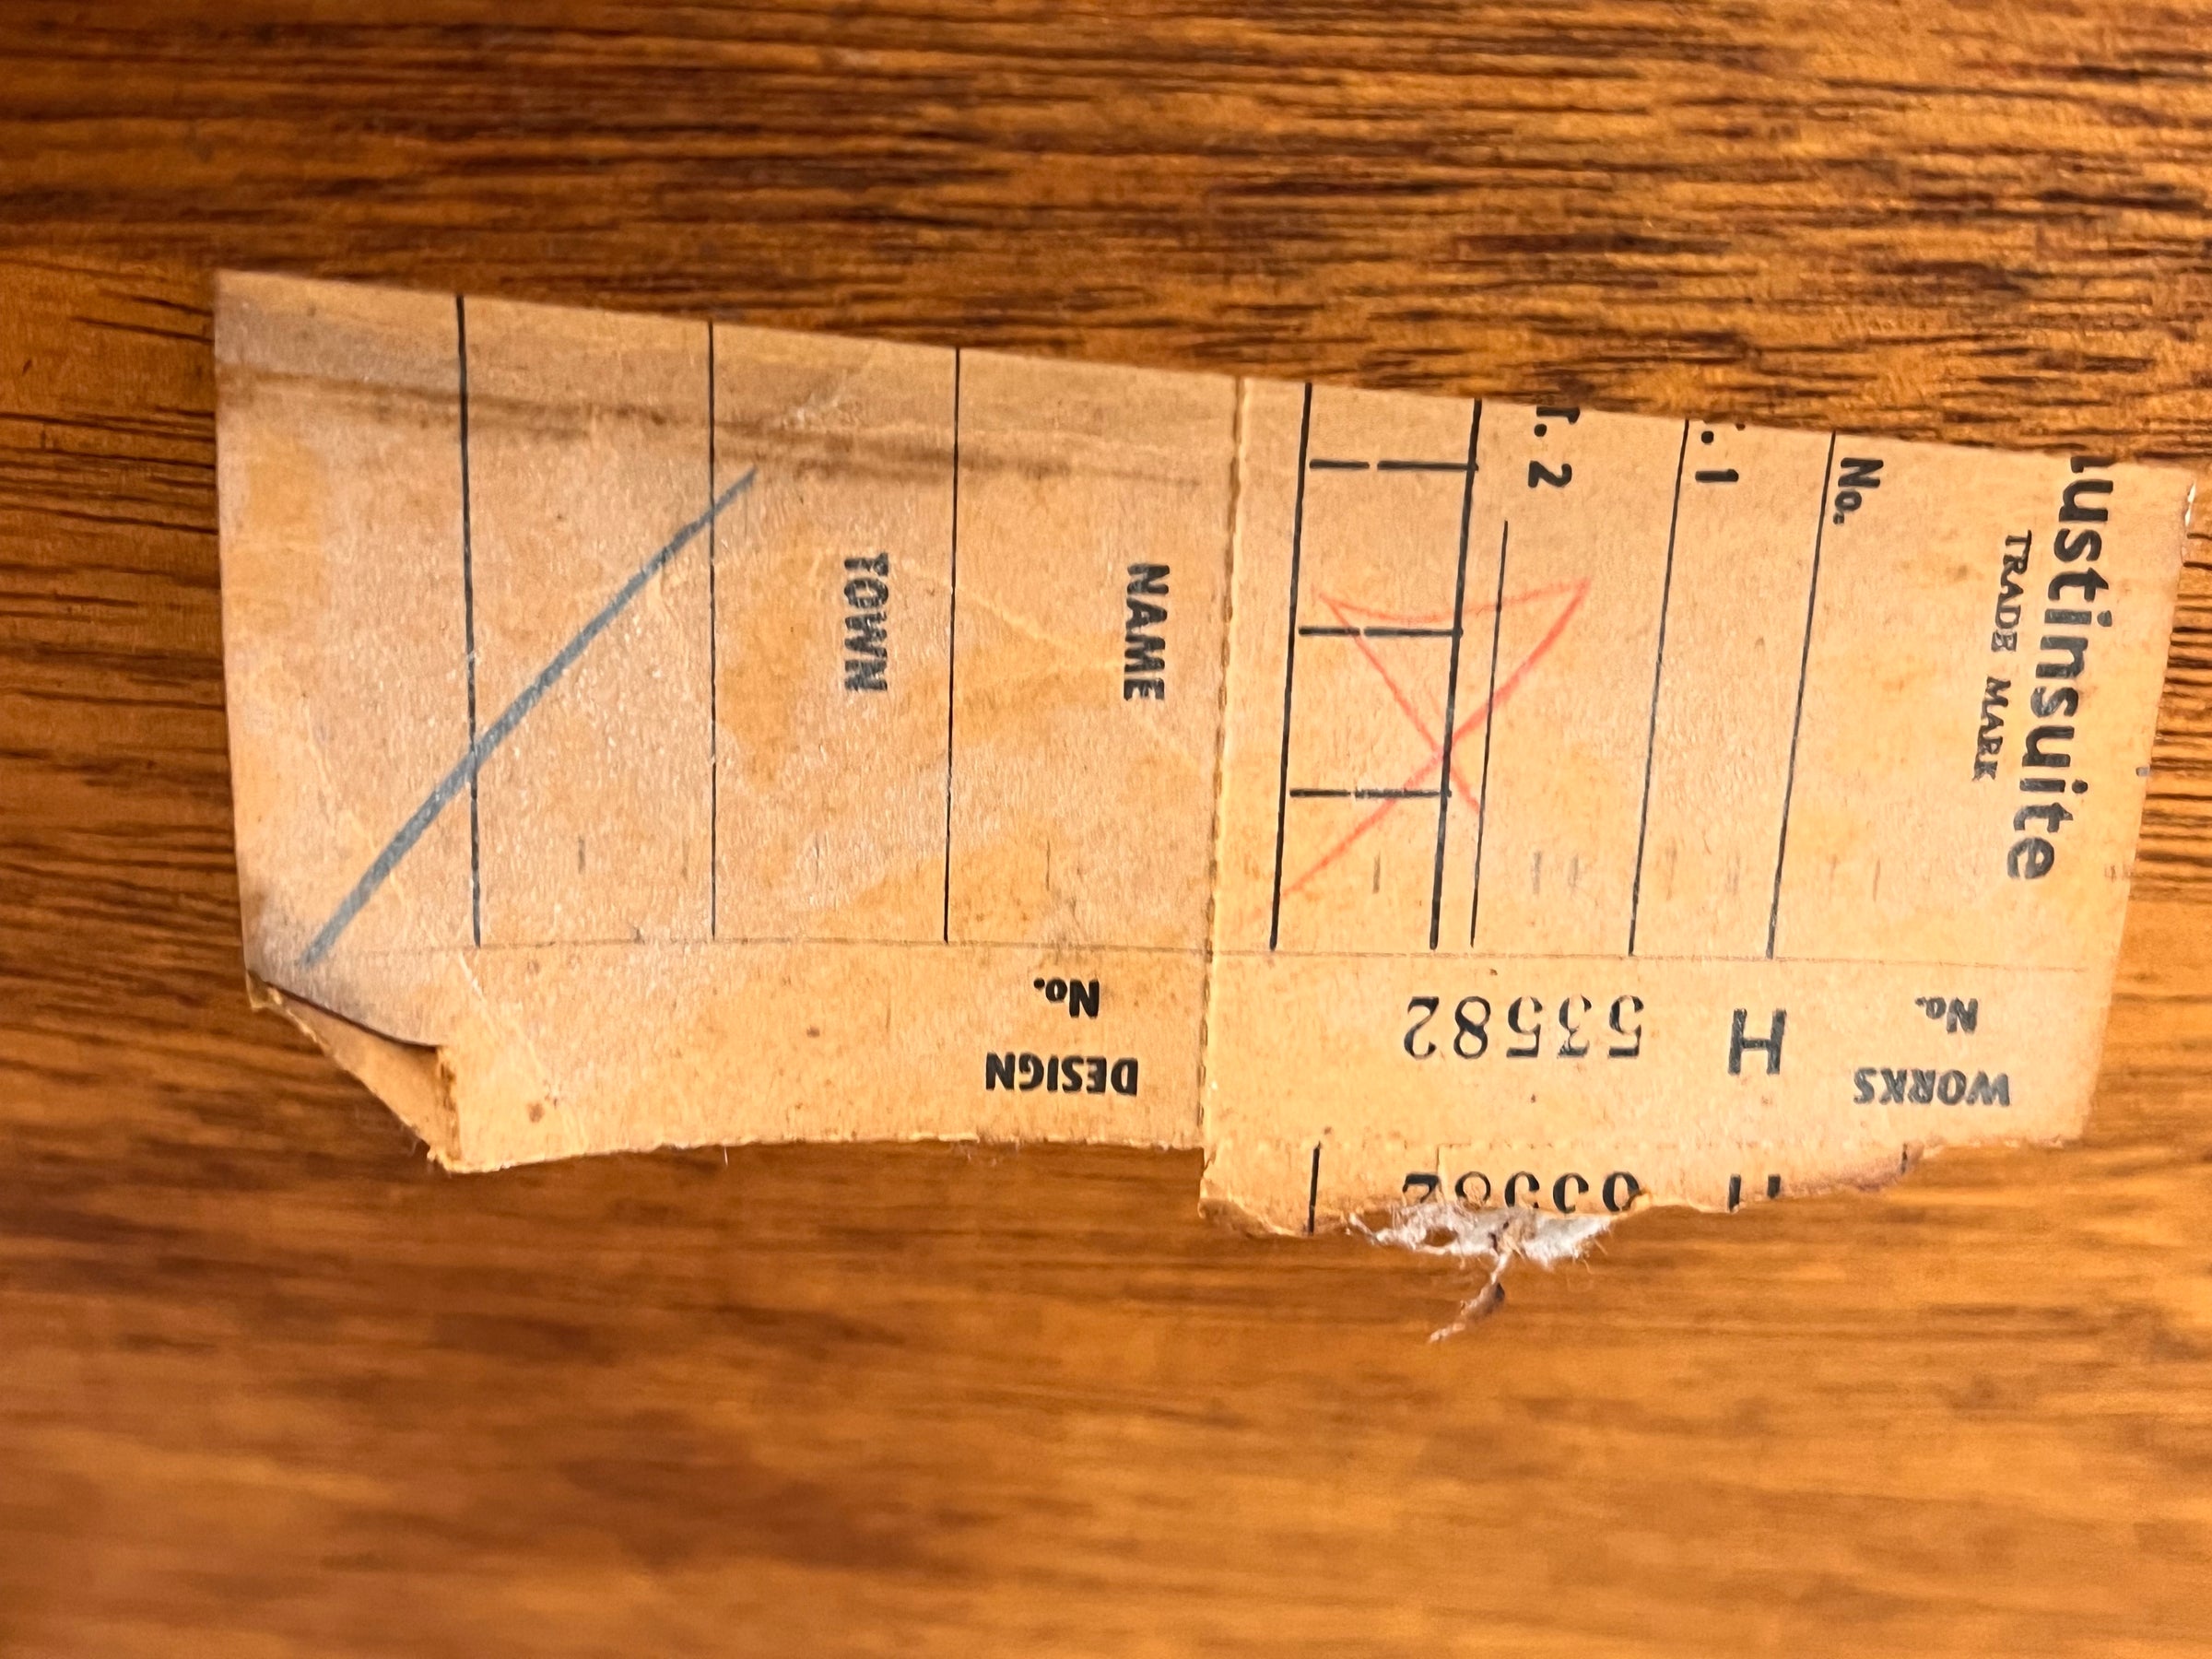 ustinsuite
TRADE MARK
No.
. 1
T. 2
NAME
TOWN
WORKS
No.
H 53582
DESIGN
No.